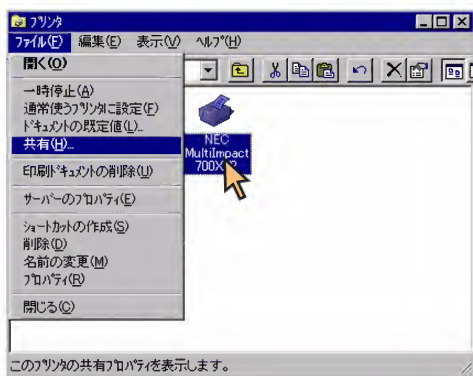 プリンタ
ファイル(F) 編集(E) 表示(V) ヘルプ(H)
開く(O)
一時停止(A)
通常使うプリンタに設定(F)
ドキュメントの既定値(L)...
共有(H)...
印刷ドキュメントの削除(U)
サーバーのプロパティ(E)
ショートカットの作成(S)
削除(D)
名前の変更(M)
プロパティ(R)
閉じる(C)
NEC
MultiImpact
このプリンタの共有プロパティを表示します。